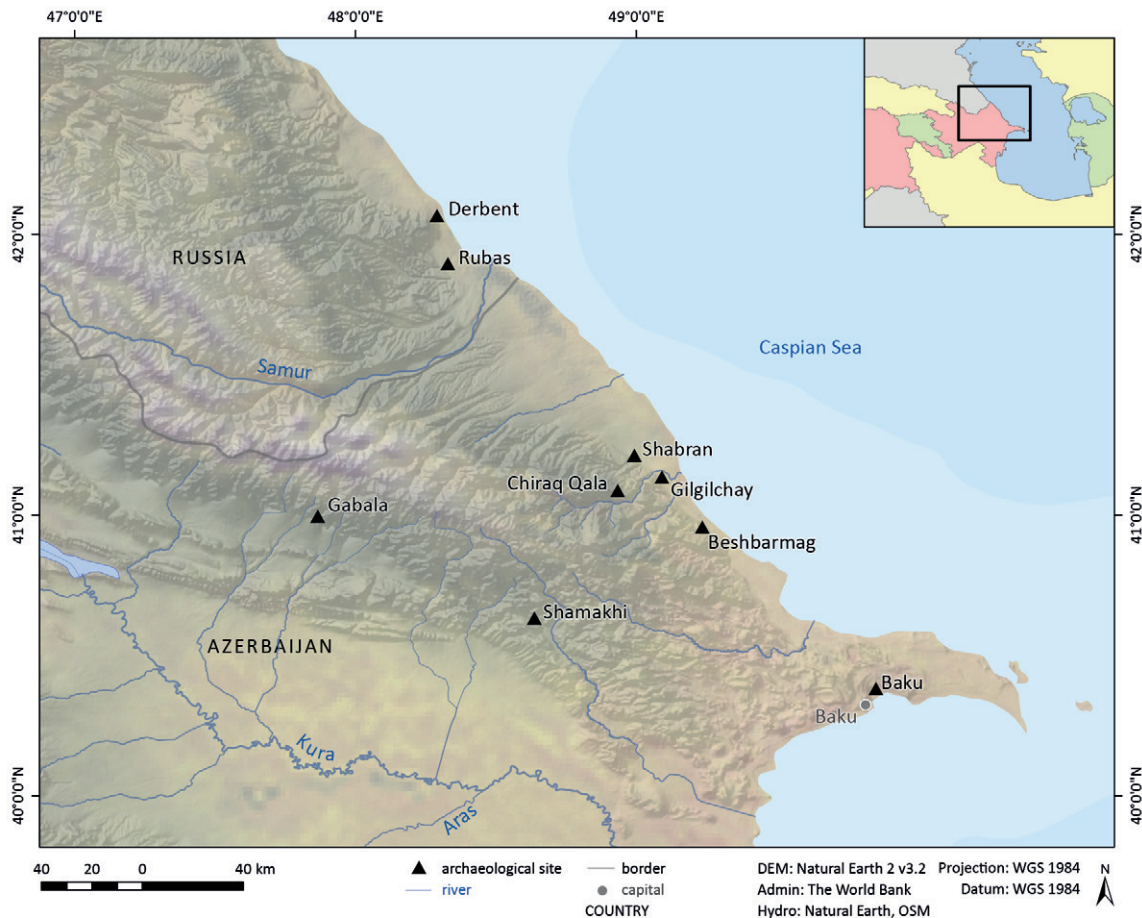 47°0'0"E
48°0'0"E
49°0'0"E
42°0'0"N
42°0'0"N
Derbent
RUSSIA
Rubas
Caspian Sea
Samur
Shabran
Chiraq Qala
Gilgilchay
Gabala
41°0'0"N
41°0'0"N
Beshbarmag
Shamakhi
AZERBAIJAN
Baku
Baku
Kura
Aras
40°0'0"N
40°0'0"N
40 20 0 40 km
archaeological site
river
border
capital
COUNTRY
DEM: Natural Earth 2 v3.2
Admin: The World Bank
Hydro: Natural Earth, OSM
Projection: WGS 1984
Datum: WGS 1984
N